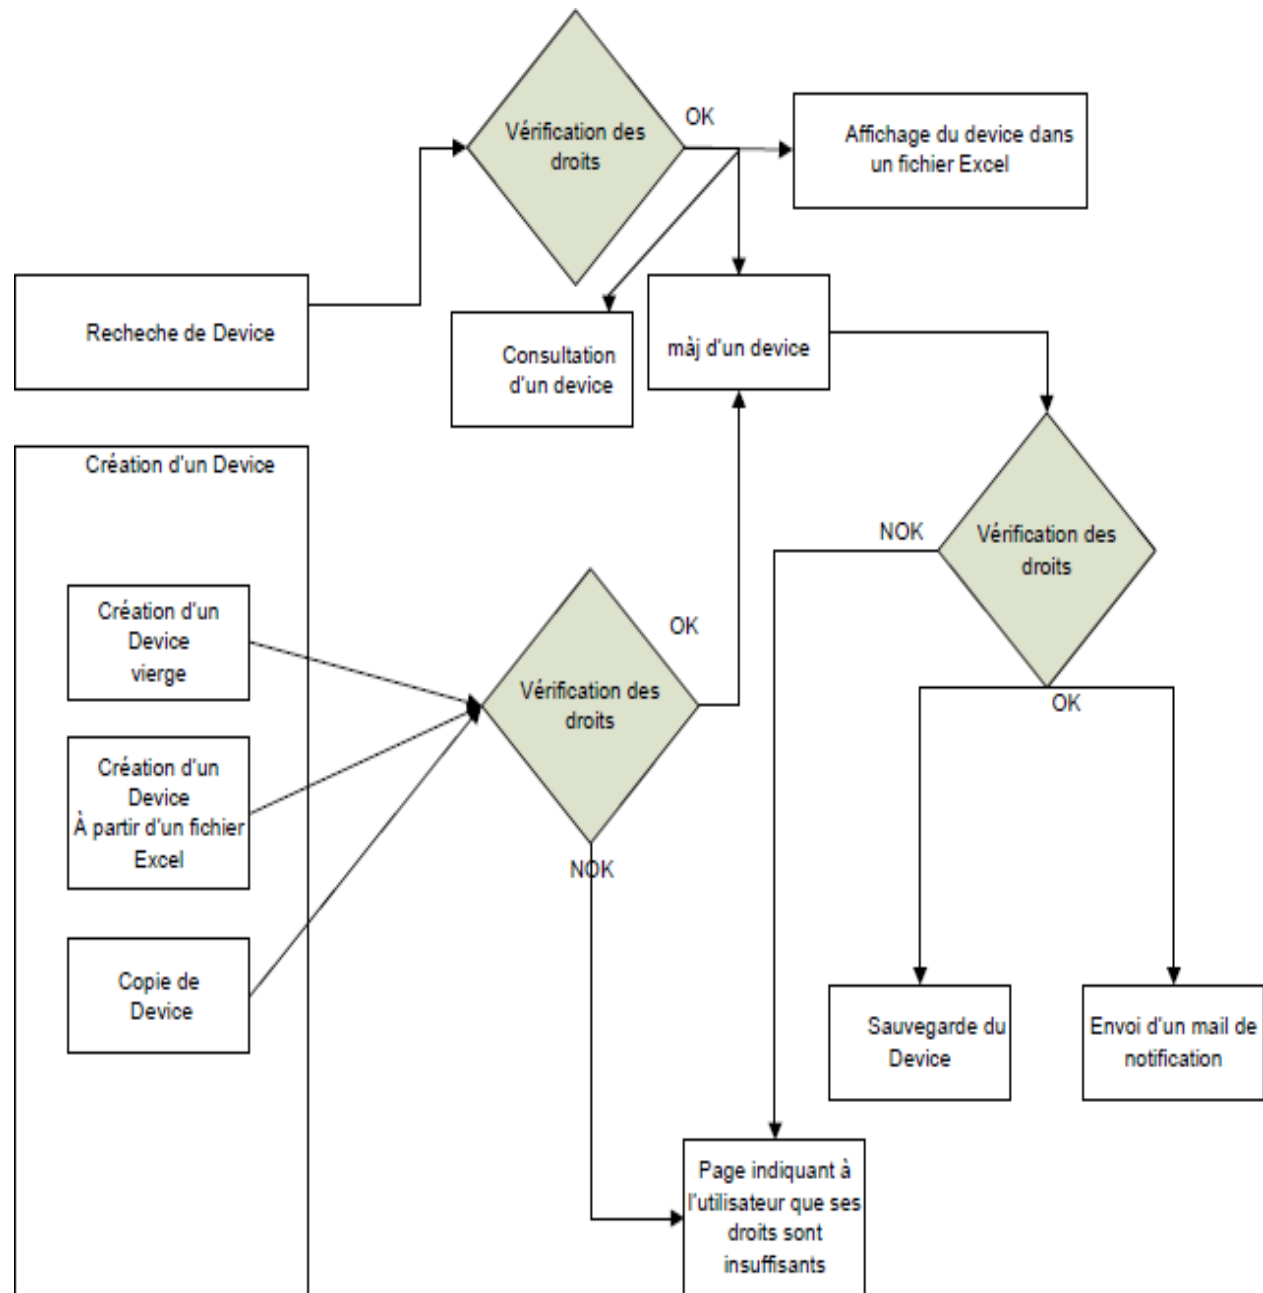 Vérification des
droits
OK
Affichage du device dans
un fichier Excel
Recheche de Device
Consultation
d'un device
màj d'un device
Création d'un Device
NOK
Vérification des
droits
Création d'un
Device
vierge
OK
Vérification des
droits
OK
Création d'un
Device
À partir d'un fichier
Excel
NOK
Copie de
Device
Sauvegarde du
Device
Envoi d'un mail de
notification
Page indiquant à
l'utilisateur que ses
droits sont
insuffisants